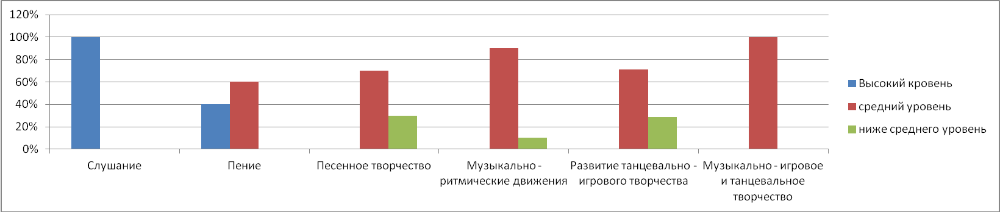 120%
100%
80%
60%
40%
20%
0%
Слушание
Пение
Песенное творчество
Музыкально -
ритмические движения
Развитие танцевально -
игрового творчества
Музыкально - игровое
и танцевальное
творчество
Высокий кровень
средний уровень
ниже среднего уровень